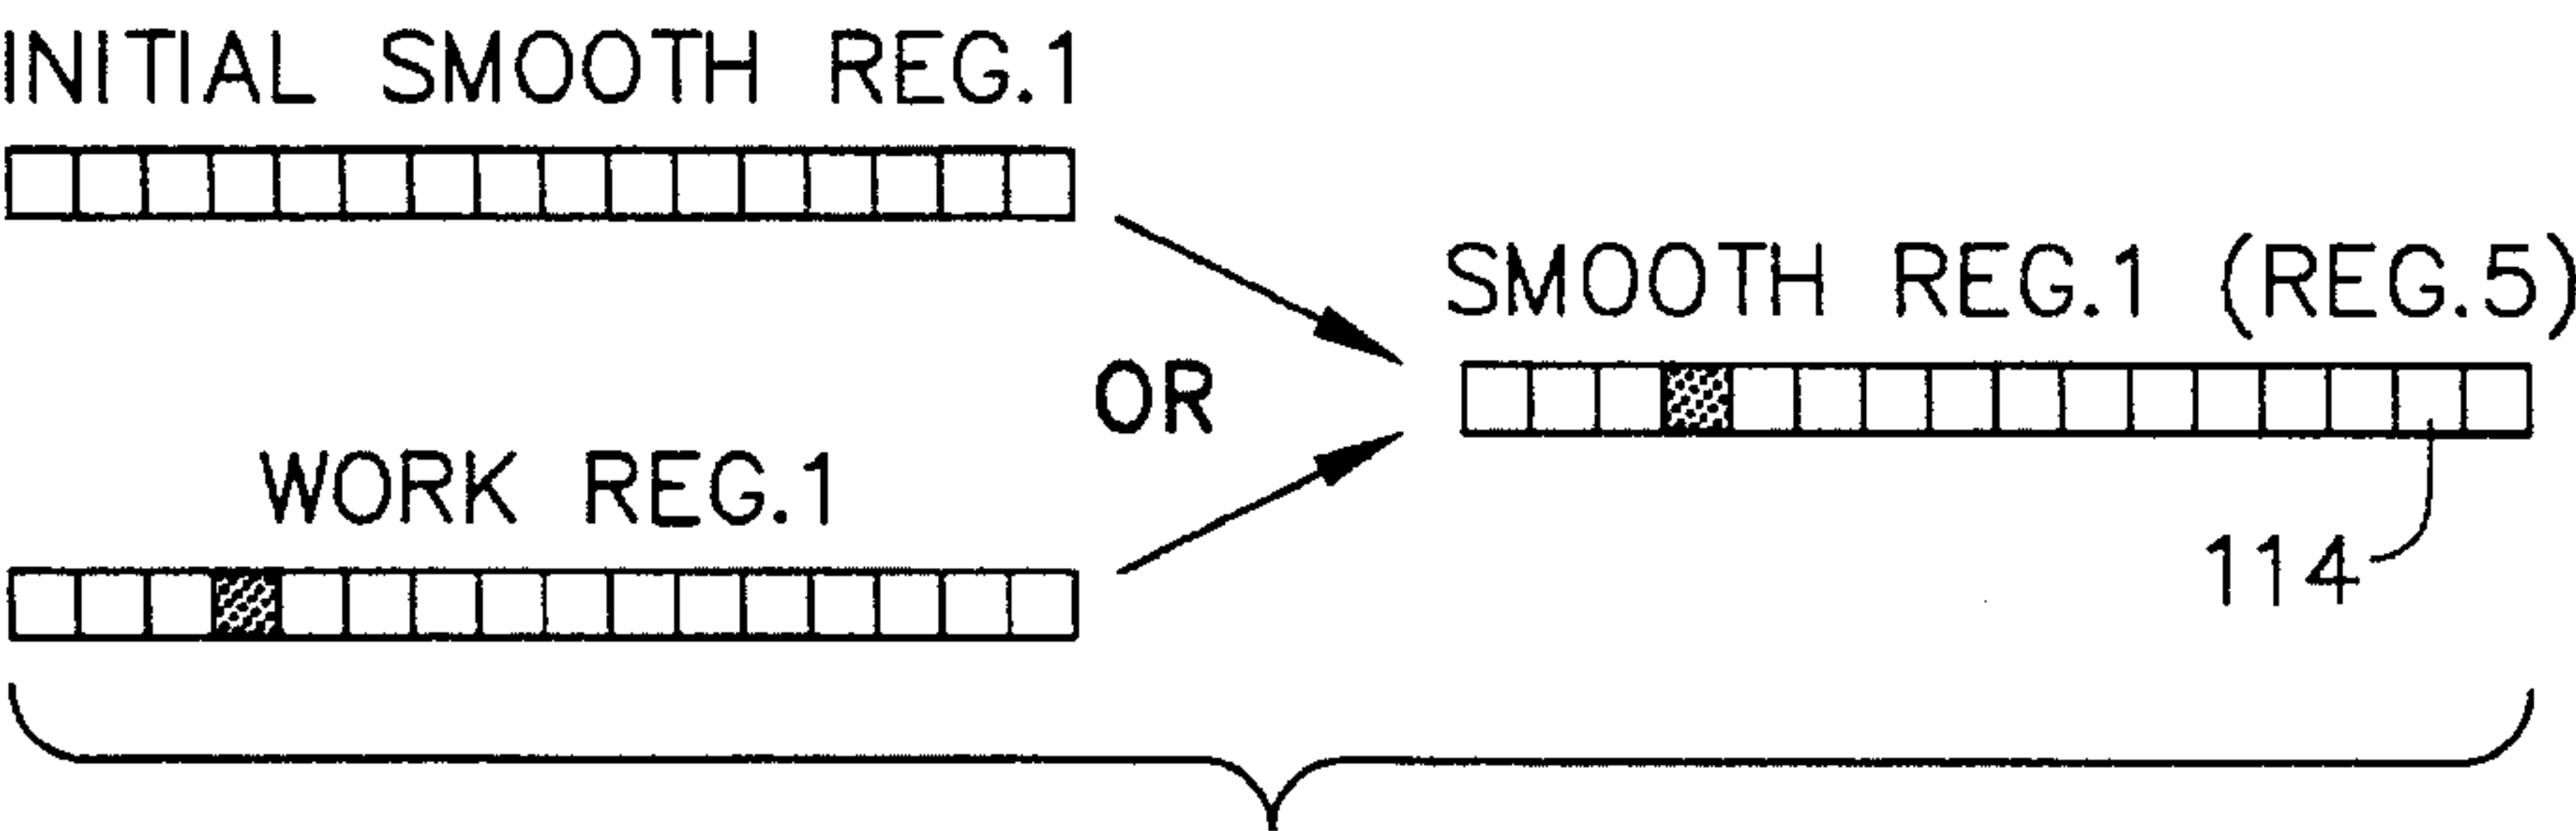 INITIAL SMOOTH REG.1
SMOOTH REG.1 (REG.5)
OR
WORK REG.1
114